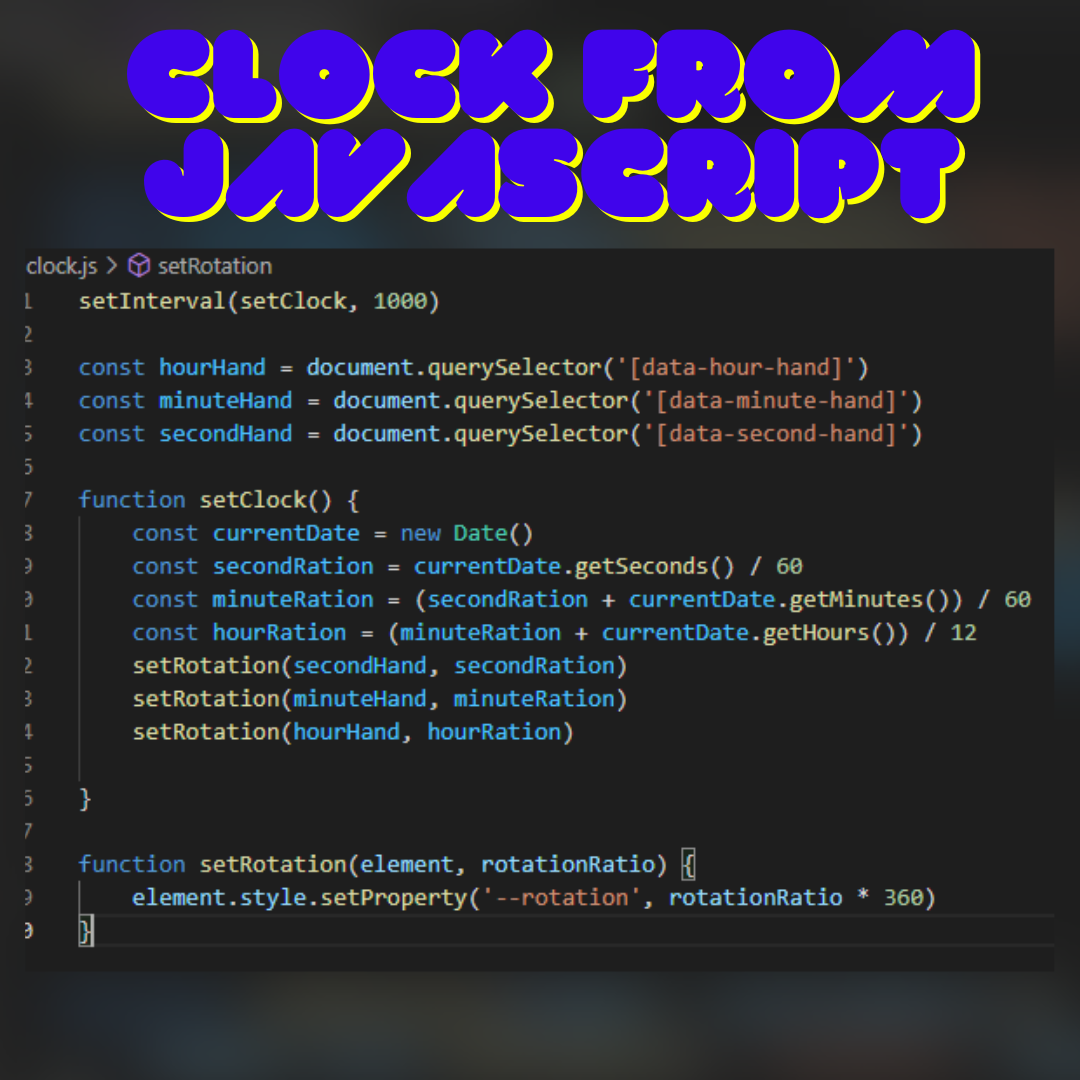 CLOCK FROM
JAVASCRIPT
clock.js > setRotation
1 setInterval(setClock, 1000)
2
3 const hourHand = document.querySelector('[data-hour-hand]')
4 const minuteHand = document.querySelector('[data-minute-hand]')
5 const secondHand = document.querySelector('[data-second-hand]')
6
7 function setClock() {
8 const currentDate = new Date()
9 const secondRation = currentDate.getSeconds() / 60
0 const minuteRation = (secondRation + currentDate.getMinutes()) / 60
1 const hourRation = (minuteRation + currentDate.getHours()) / 12
2 setRotation(secondHand, secondRation)
3 setRotation(minuteHand, minuteRation)
4 setRotation(hourHand, hourRation)
5
6 }
7
8 function setRotation(element, rotationRatio) {
9 element.style.setProperty('--rotation', rotationRatio * 360)
0 }